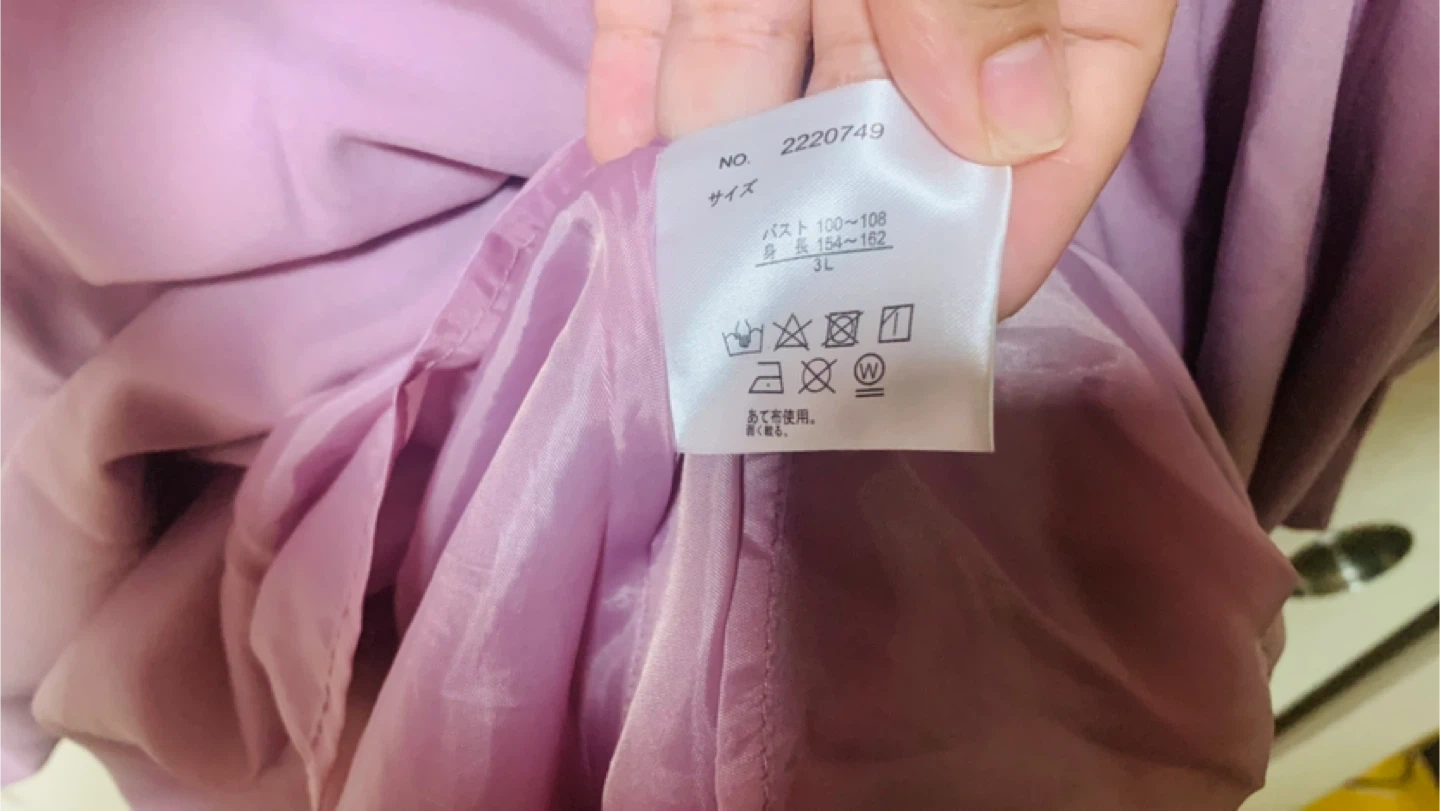 NO. 2220749
サイズ
バスト 100～108
身 長 154～162
3L
W
あて布使用。
弱く絞る。